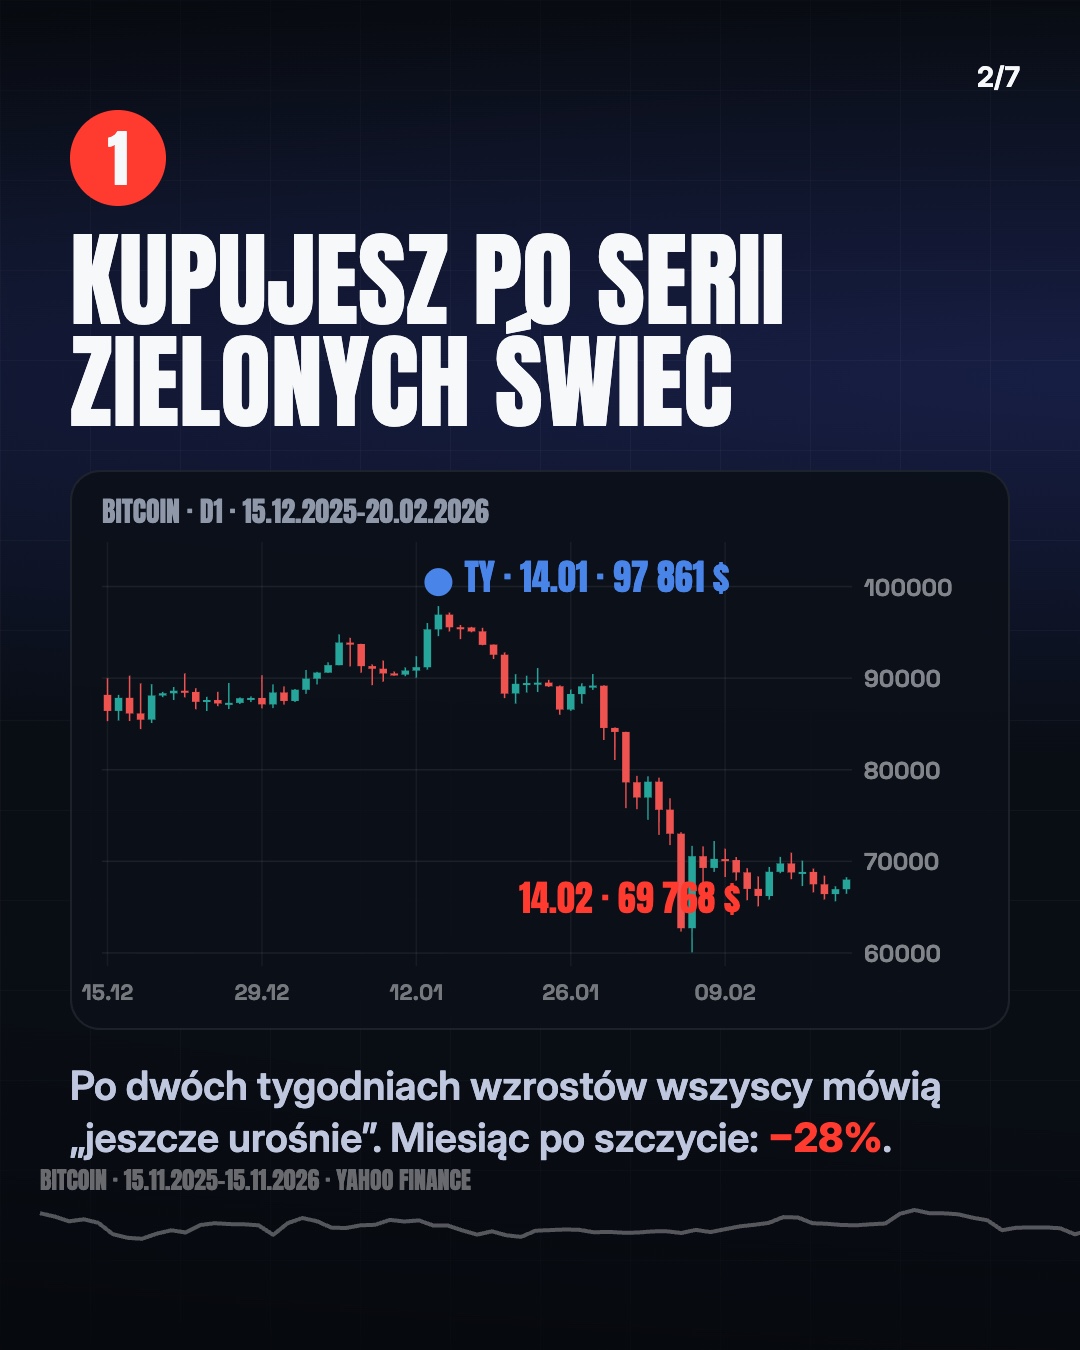 2/7
1
KUPUJESZ PO SERII
ZIELONYCH ŚWIEC
BITCOIN · D1 · 15.12.2025-20.02.2026
TY · 14.01 · 97 861 $
100000
90000
80000
70000
14.02 · 69 768 $
60000
15.12 29.12 12.01 26.01 09.02
Po dwóch tygodniach wzrostów wszyscy mówią
„jeszcze urośnie”. Miesiąc po szczycie: −28%.
BITCOIN · 15.11.2025-15.11.2026 · YAHOO FINANCE